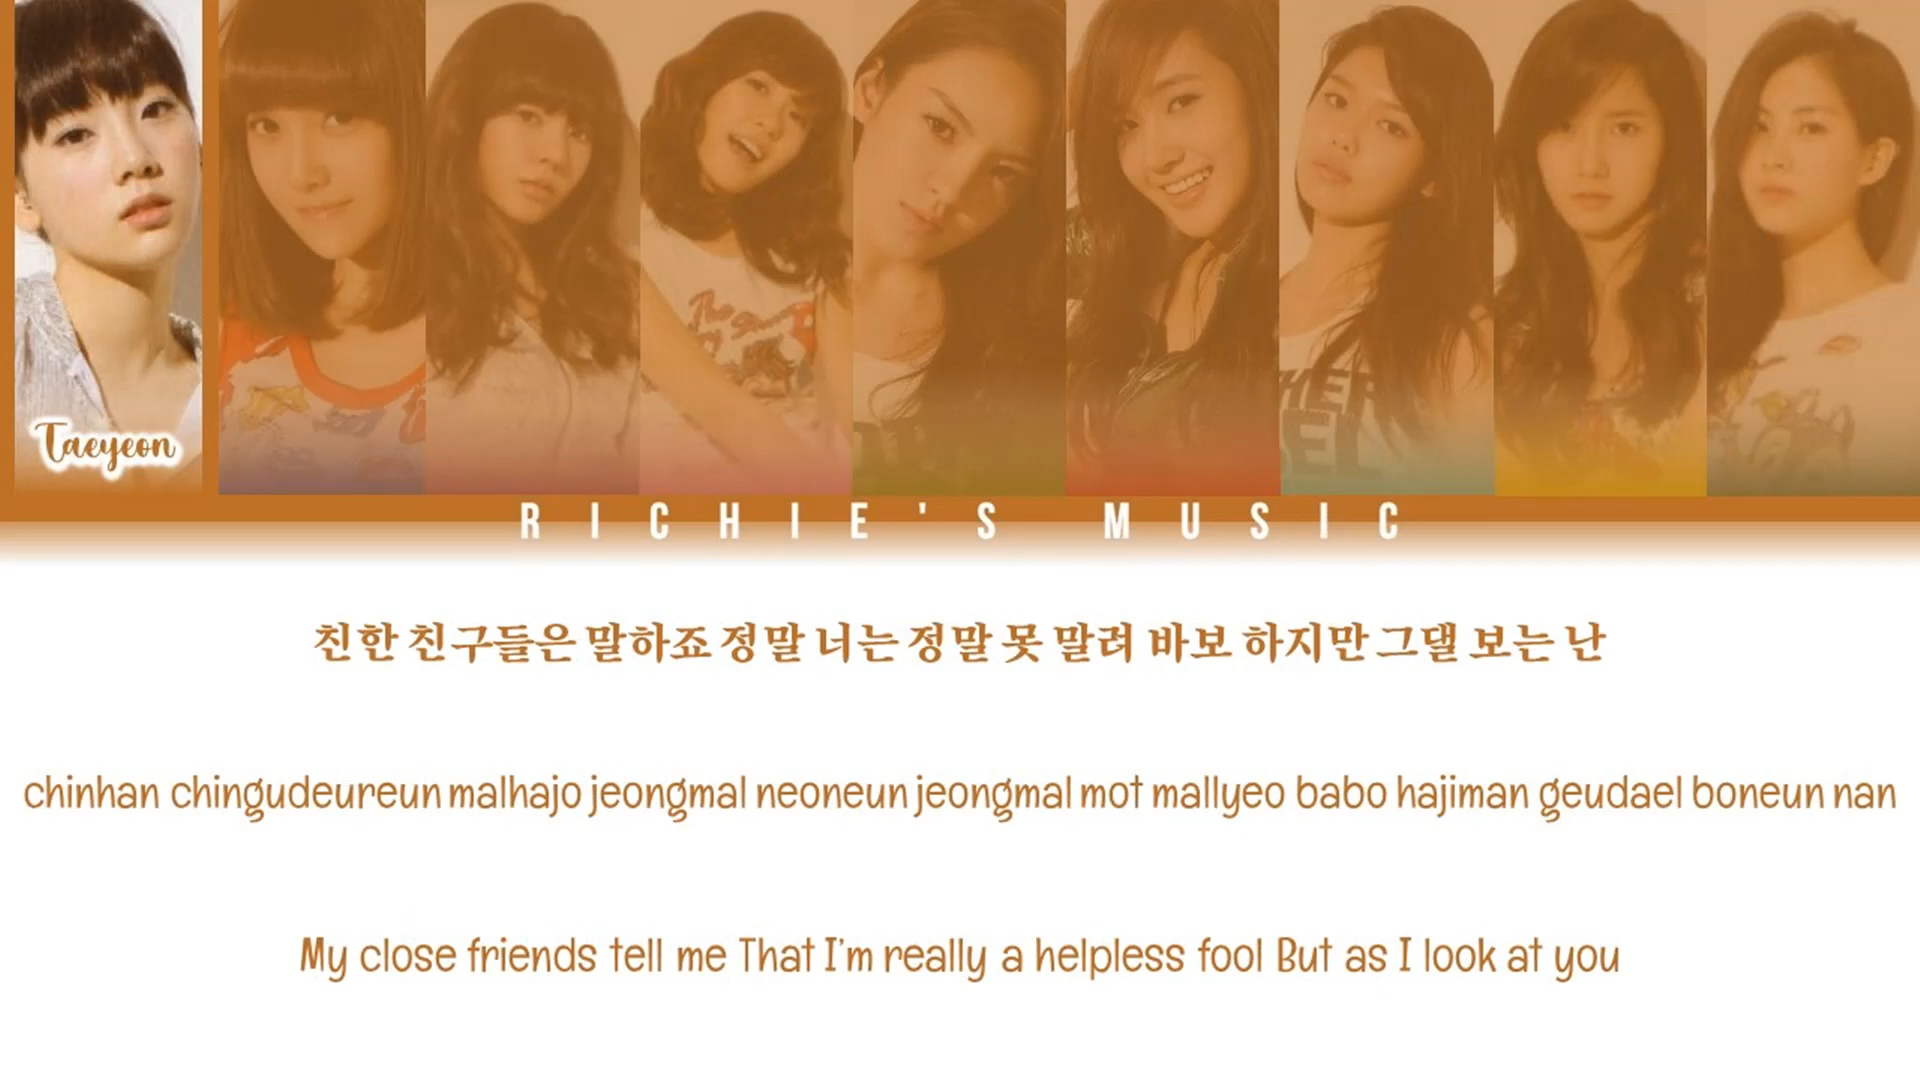 Taeyeon
RICHIE'S MUSIC
친한 친구들은 말하죠 정말 너는 정말 못 말려 바보 하지만 그댈 보는 난
chinhan chingudeureun malhajo jeongmal neoneun jeongmal mot mallyeo babo hajiman geudael boneun nan
My close friends tell me That I'm really a helpless fool But as I look at you